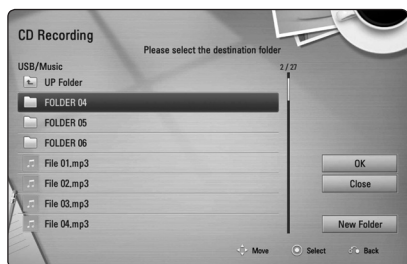 CD Recording
Please select the destination folder
USB/Music
2 / 27
UP Folder
FOLDER 04
FOLDER 05
FOLDER 06
File 01.mp3
File 02.mp3
File 03.mp3
File 04.mp3
OK
Close
New Folder
Move
Select
Back